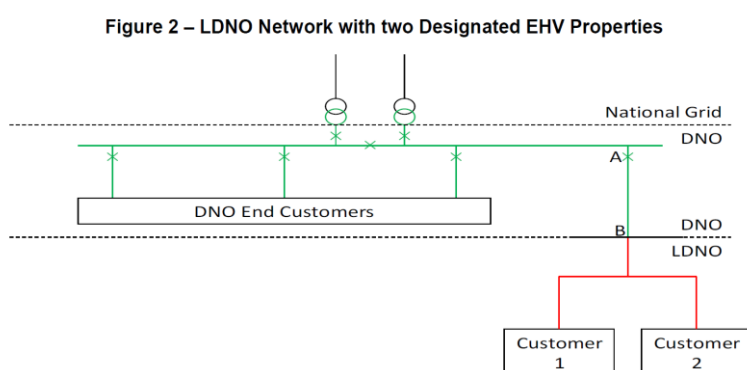 Figure 2 – LDNO Network with two Designated EHV Properties
National Grid
DNO
A
DNO End Customers
B
DNO
LDNO
Customer
1
Customer
2